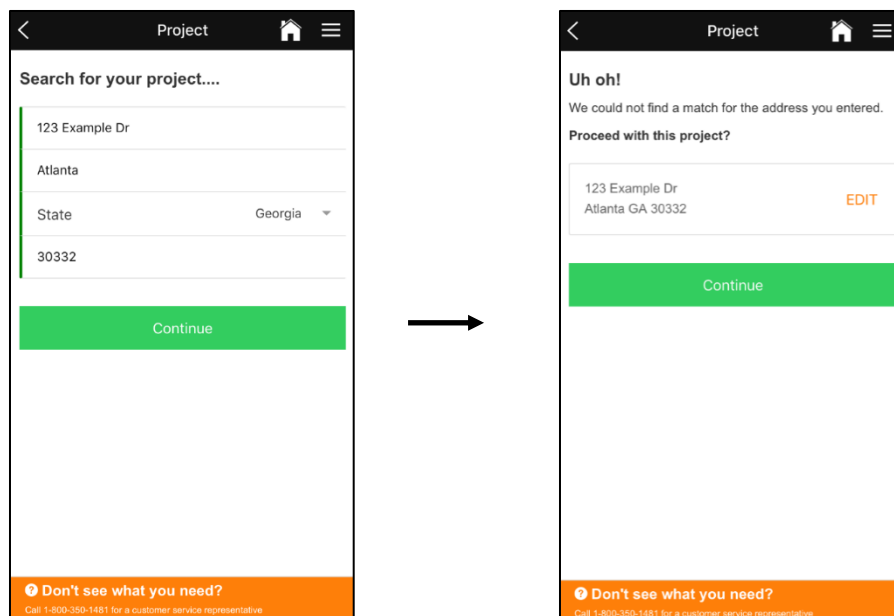 Project
Search for your project....
123 Example Dr
Atlanta
State Georgia
30332
Continue
Don't see what you need?
Call 1-800-350-1481 for a customer service representative
Project
Uh oh!
We could not find a match for the address you entered.
Proceed with this project?
123 Example Dr
Atlanta GA 30332
EDIT
Continue
Don't see what you need?
Call 1-800-350-1481 for a customer service representative